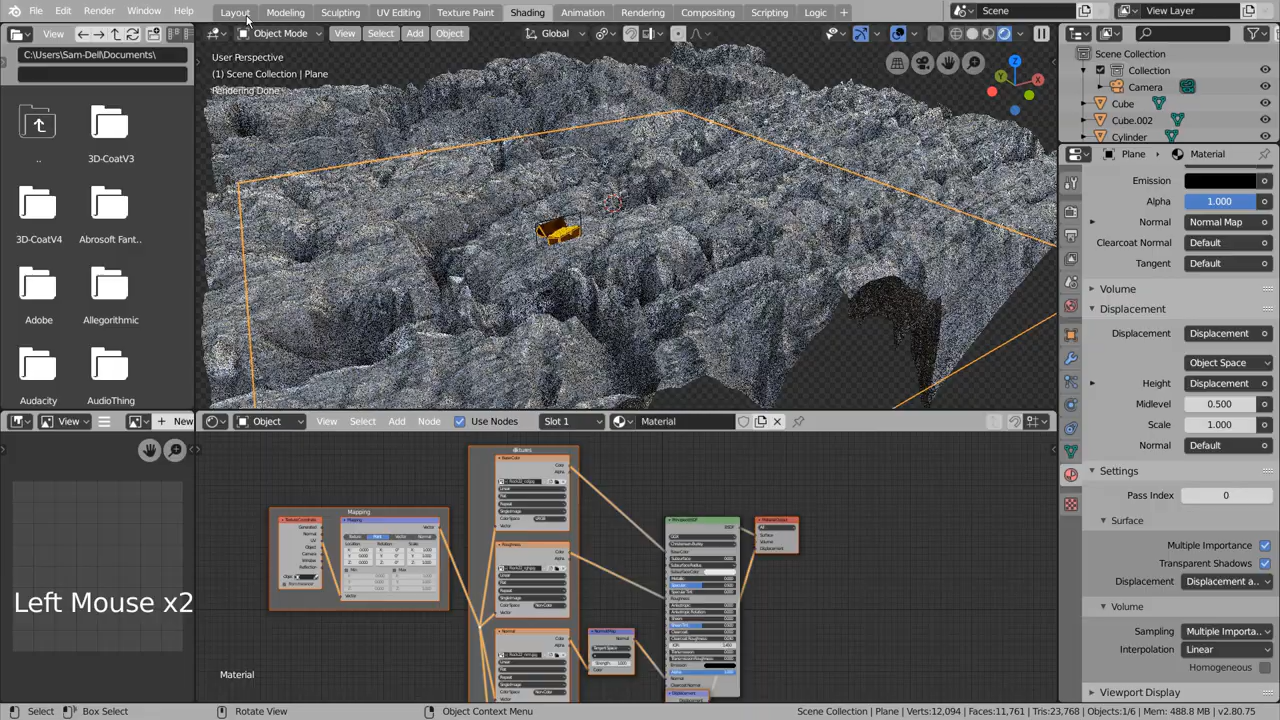 File Edit Render Window Help Layout Modeling Sculpting UV Editing Texture Paint Shading Animation Rendering Compositing Scripting Logic + Scene View Layer
View Object Mode View Select Add Object Global
C:\Users\Sam-Dell\Documents\
..
3D-CoatV3
3D-CoatV4
Abrosoft Fant..
Adobe
Allegorithmic
Audacity
AudioThing
User Perspective
(1) Scene Collection | Plane
Rendering Done
Z
Y
X
Scene Collection
Collection
Camera
Cube
Cube.002
Cylinder
Plane Material
Emission
Alpha 1.000
Normal Normal Map
Clearcoat Normal Default
Tangent Default
Volume
Displacement
Displacement Displacement
Object Space
Height Displacement
Midlevel 0.500
Scale 1.000
Normal Default
Settings
Pass Index 0
Surface
Multiple Importance
Transparent Shadows
Displacement Displacement a..
Volume
Sampling Multiple Importa..
Interpolation Linear
Homogeneous
Viewport Display
View + New
Object View Select Add Node Use Nodes Slot 1 Material
Mapping
Base Color
Roughness
Normal
Normal Map
oft Mouse x2
Material
Select Box Select Rotate View Object Context Menu Scene Collection | Plane | Verts:12,094 | Faces:11,761 | Tris:23,768 | Objects:1/6 | Mem: 488.8 MB | v2.80.75